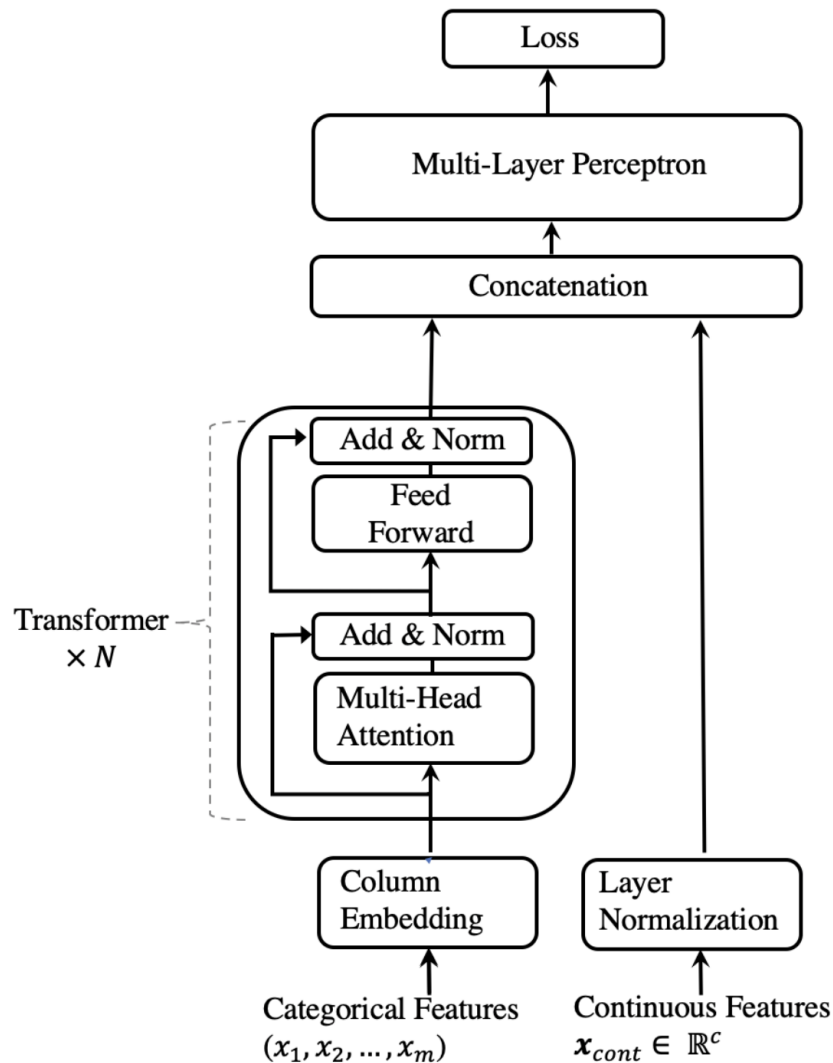 Loss
Multi-Layer Perceptron
Concatenation
Add & Norm
Feed
Forward
Transformer
× N
Add & Norm
Multi-Head
Attention
Column
Embedding
Layer
Normalization
Categorical Features
(x₁, x₂, ..., xₘ)
Continuous Features
𝒙_cont ∈ ℝᶜ